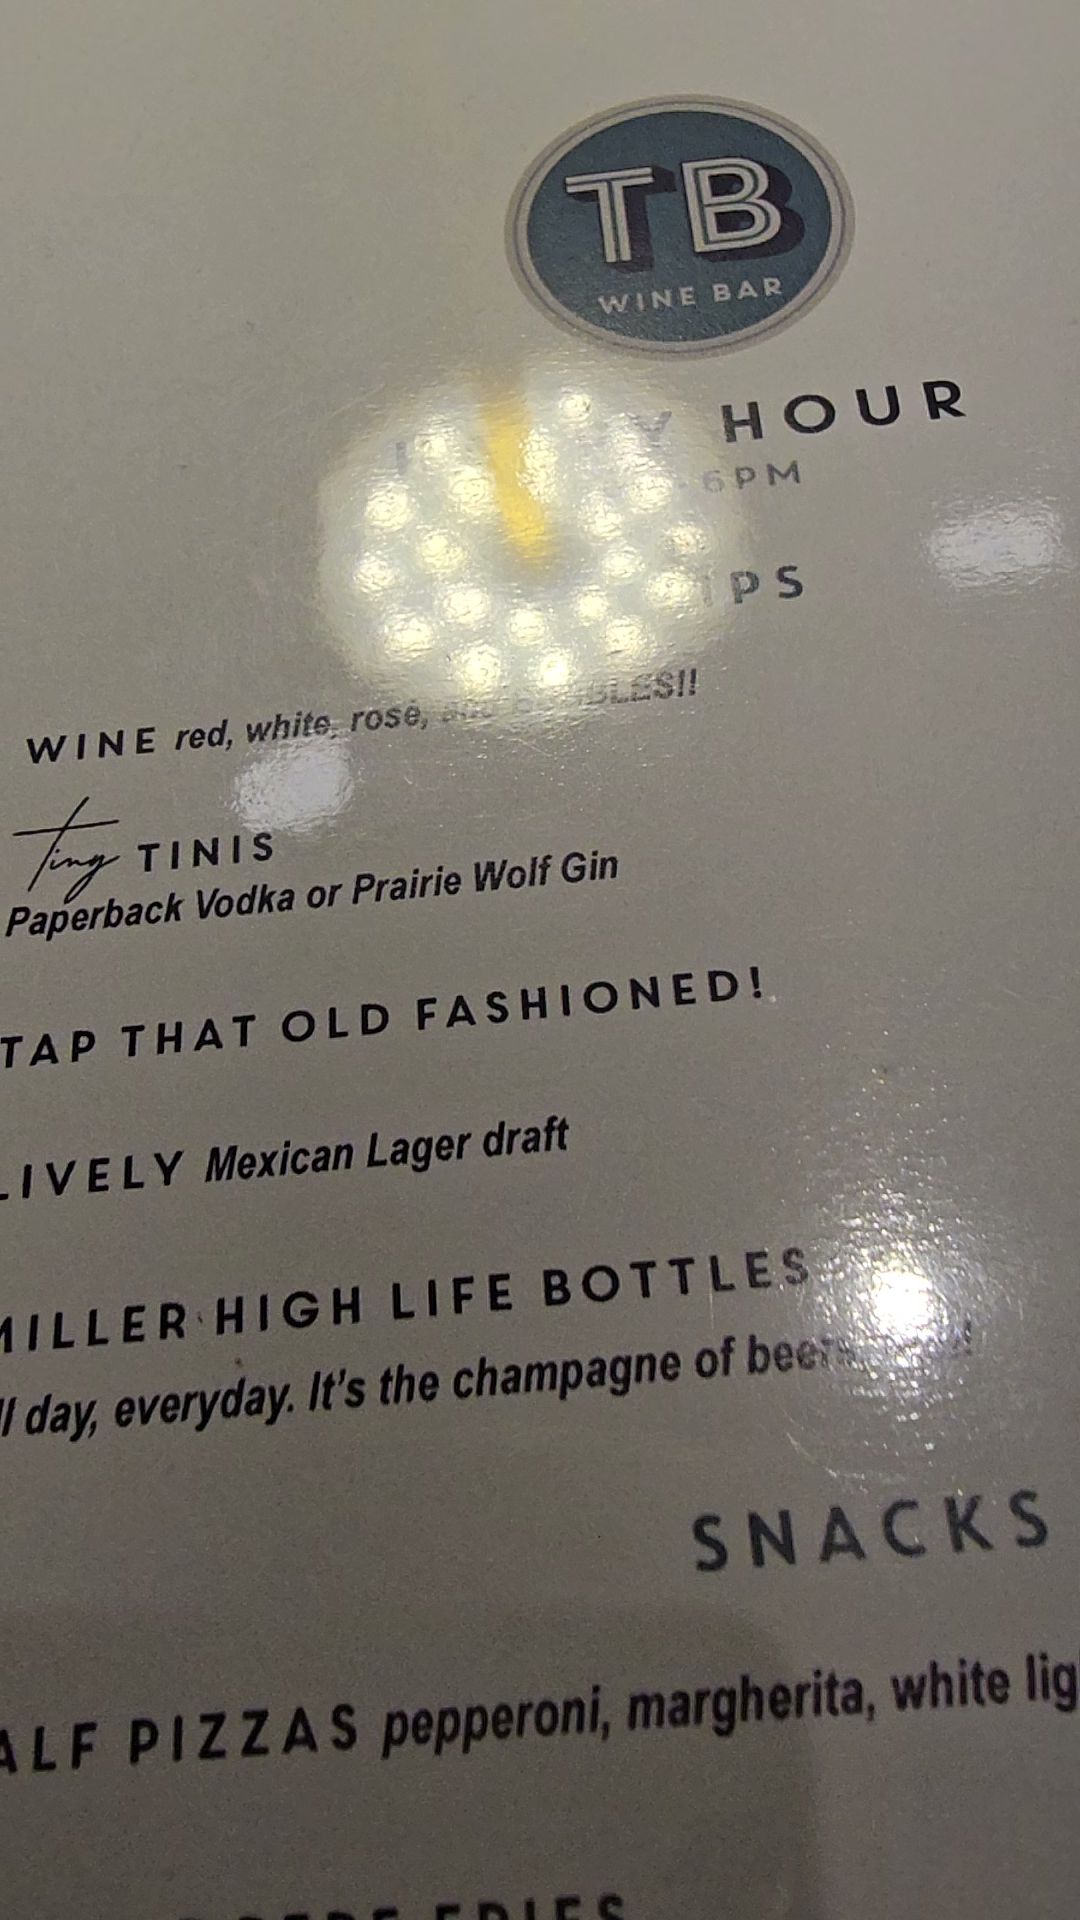 TB
WINE BAR
HOUR
6PM
WINE red, white, rose,
Tiny TINIS
Paperback Vodka or Prairie Wolf Gin
TAP THAT OLD FASHIONED!
LIVELY Mexican Lager draft
MILLER HIGH LIFE BOTTLES
day, everyday. It's the champagne of
SNACKS
ALF PIZZAS pepperoni, margherita, white lig